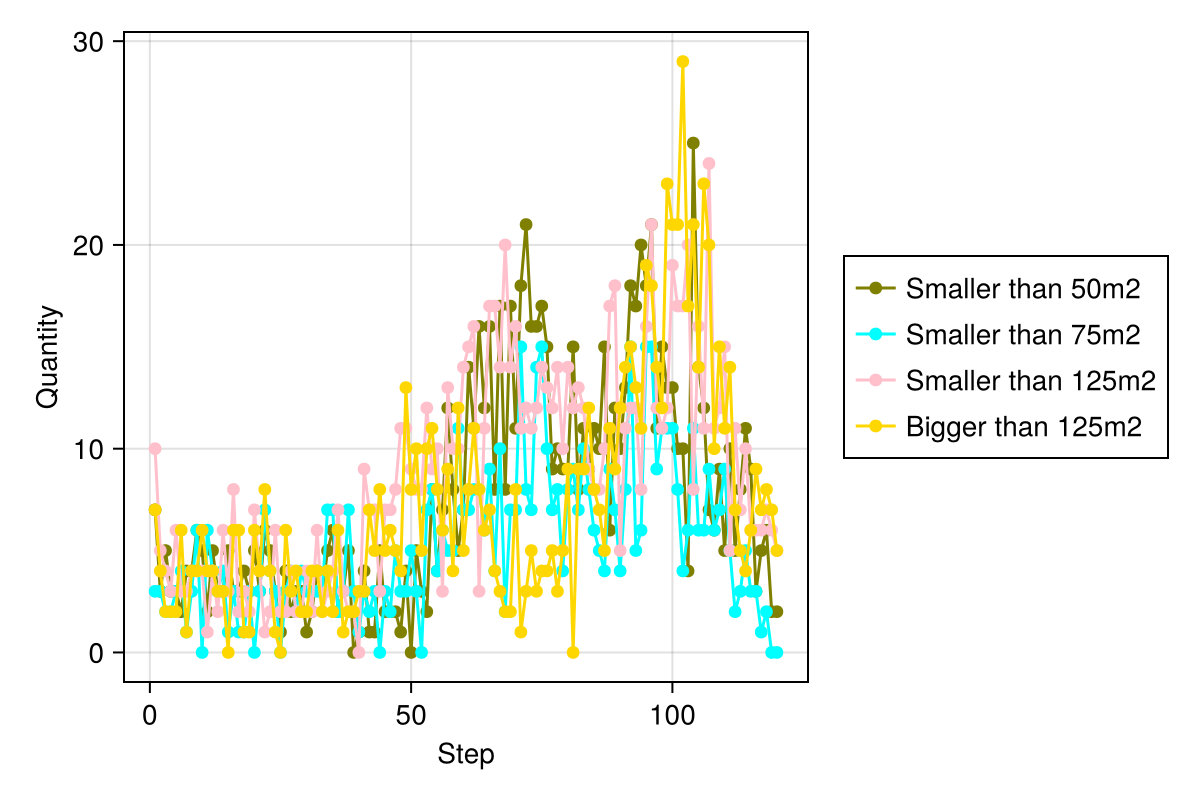 30
20
10
0
Quantity
0
50
100
Step
Smaller than 50m2
Smaller than 75m2
Smaller than 125m2
Bigger than 125m2